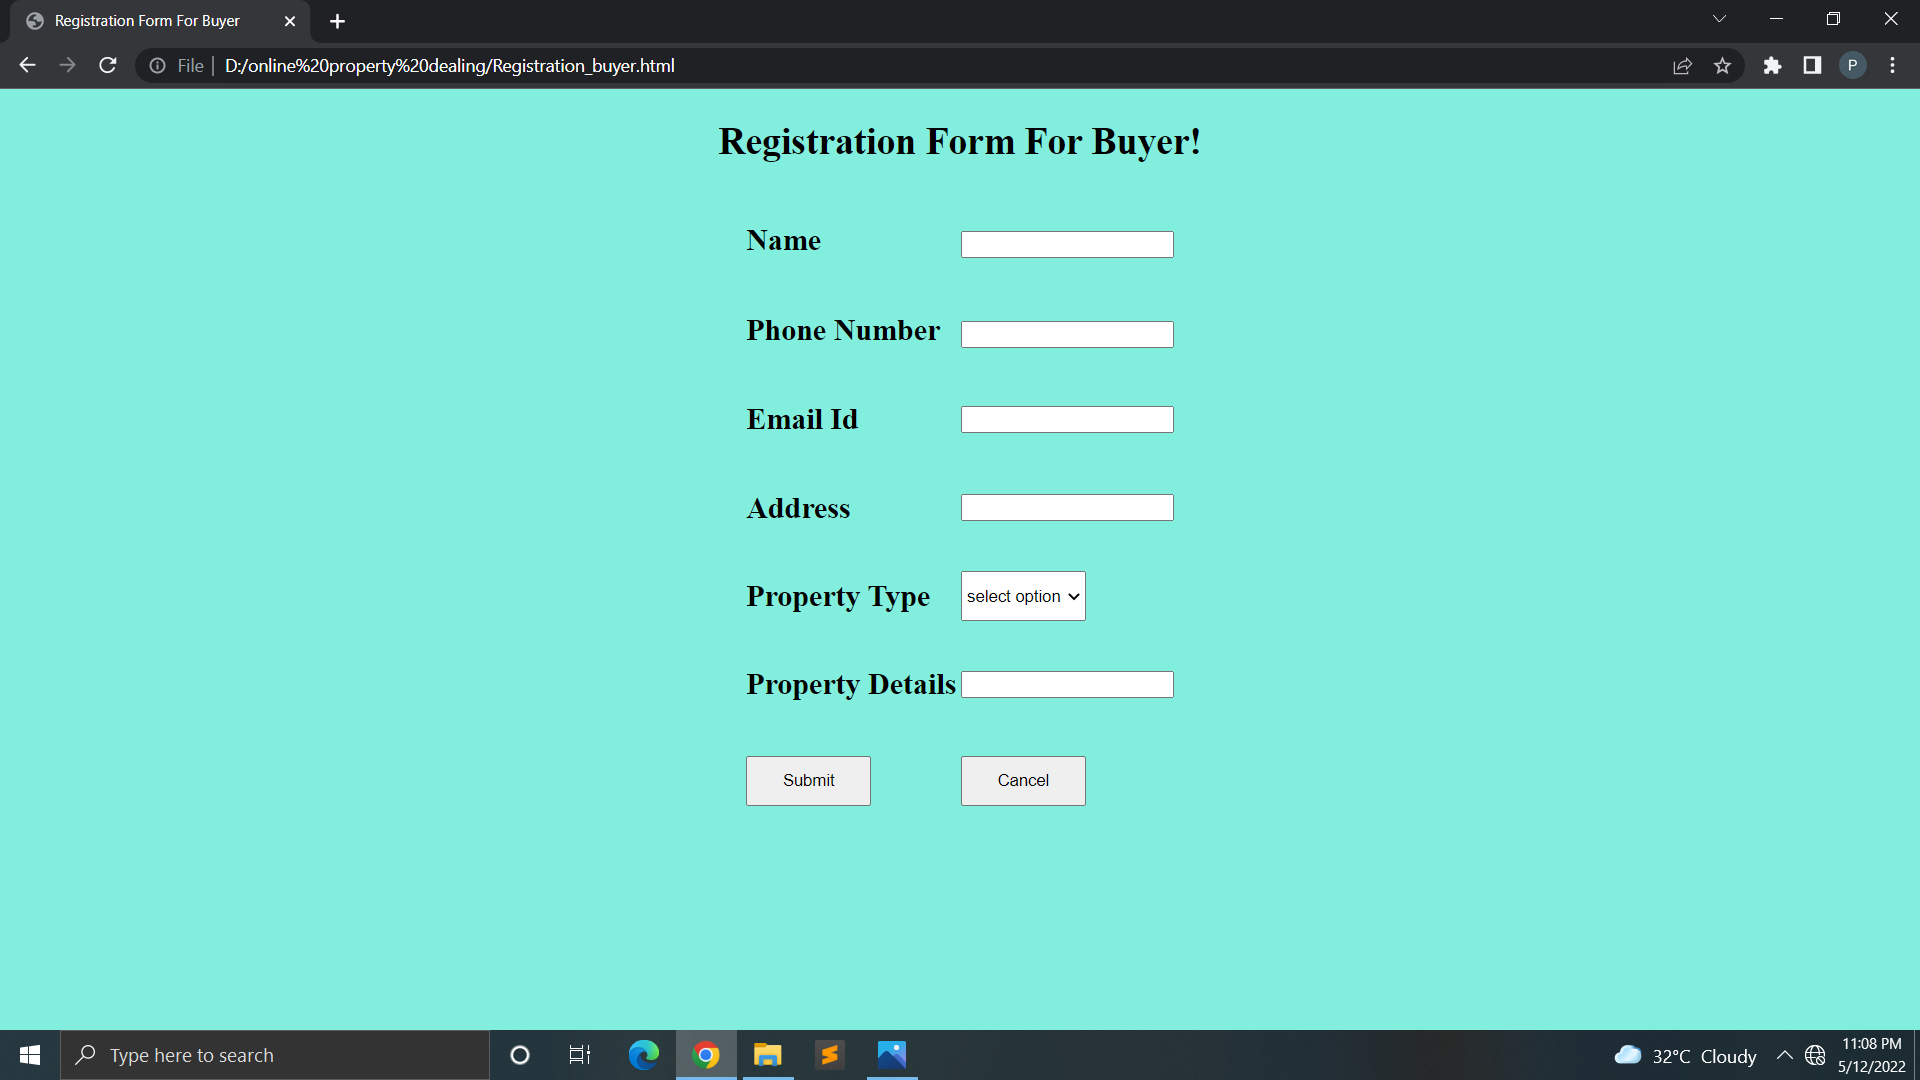 Registration Form For Buyer
File | D:/online%20property%20dealing/Registration_buyer.html
P
Registration Form For Buyer!
Name
Phone Number
Email Id
Address
Property Type select option
Property Details
Submit Cancel
Type here to search
32°C Cloudy
11:08 PM
5/12/2022